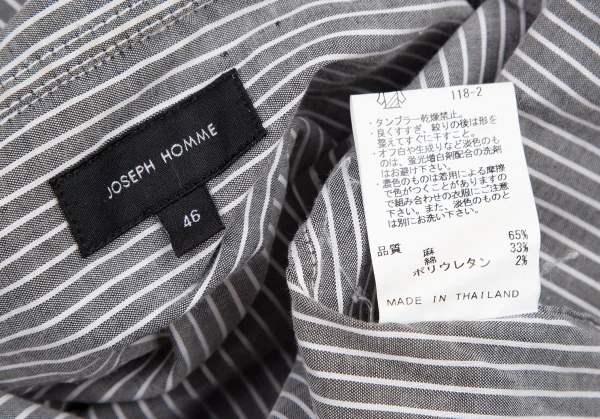 JOSEPH HOMME
46
118-2
・タンブラー乾燥禁止。
・良くすすぎ、絞りの後は形を
整えてすぐに干すこと。
・オフ白や生成りなど淡色のも
のは、蛍光増白剤配合の洗剤
はお避け下さい。
・濃色のものは着用による摩擦
で色がつくことがありますの
で組み合わせの衣服にご注意
下さい。また、淡色のものと
は別にお洗い下さい。
品質 麻 65%
綿 33%
ポリウレタン 2%
MADE IN THAILAND